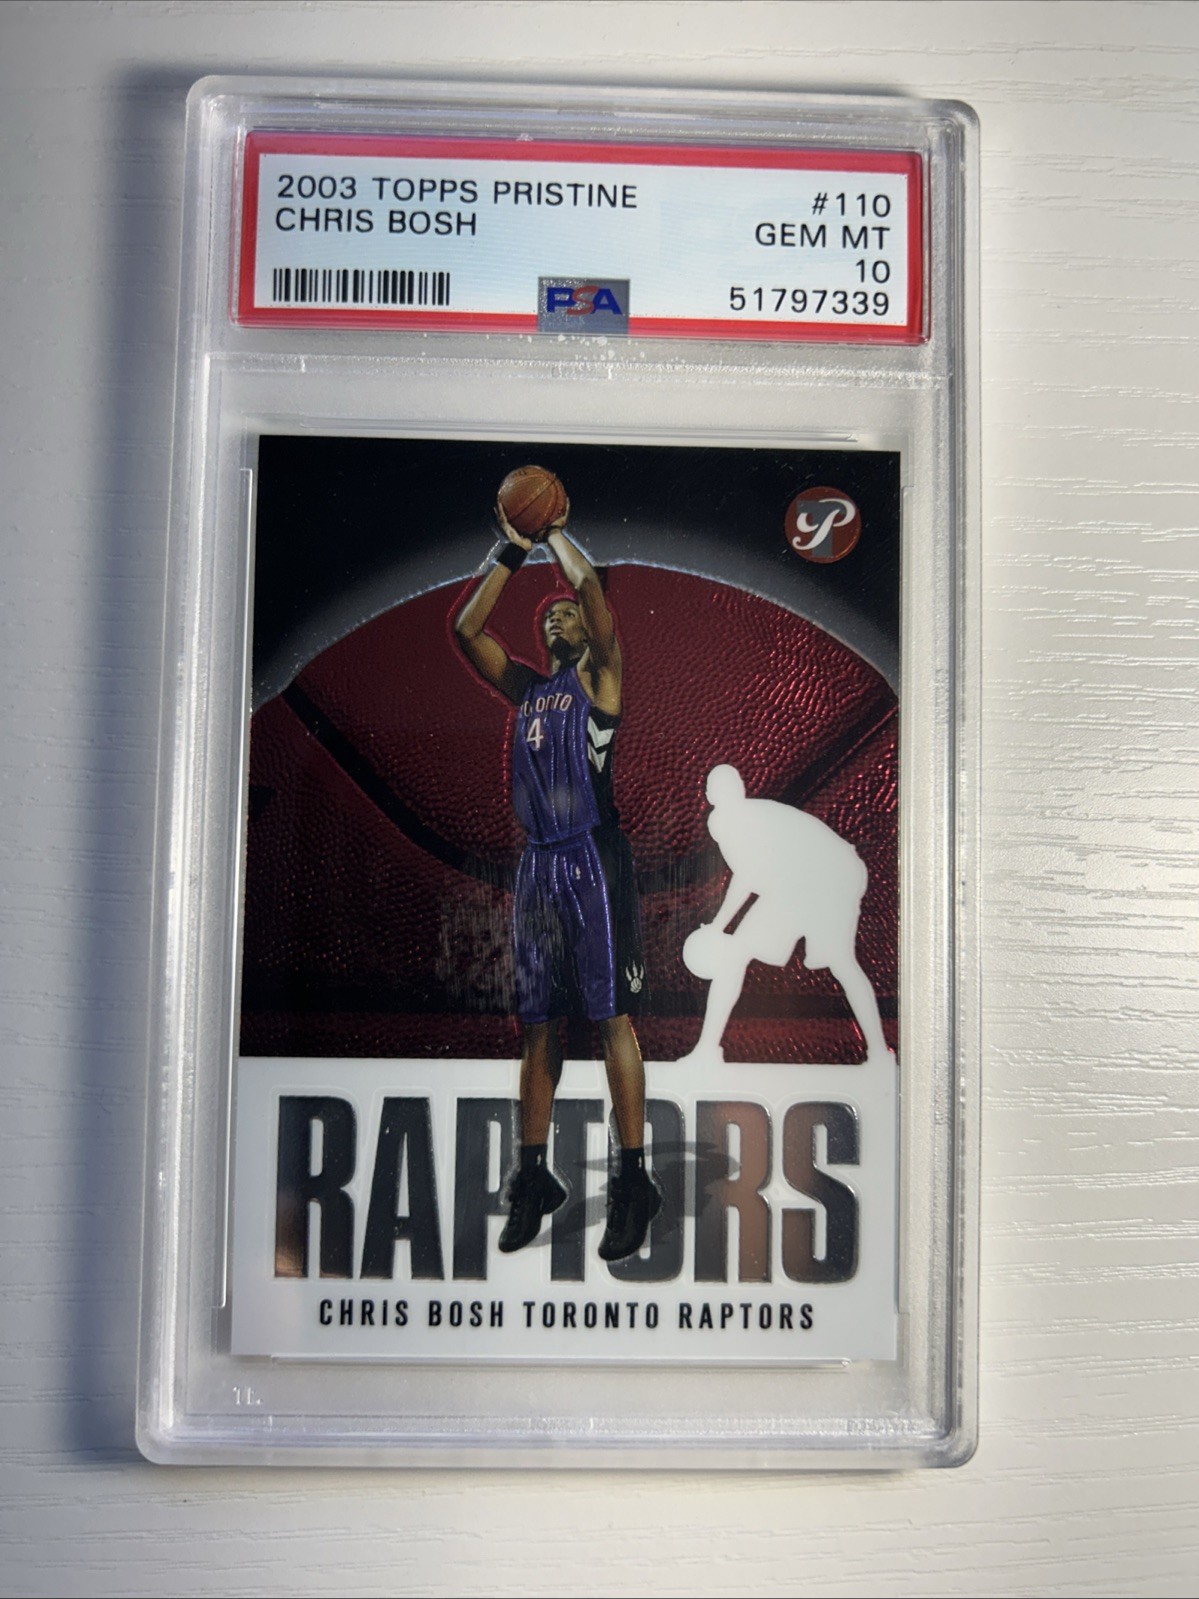 2003 TOPPS PRISTINE #110
CHRIS BOSH GEM MT
10
PSA 51797339
P
TORONTO
4
RAPTORS
CHRIS BOSH TORONTO RAPTORS